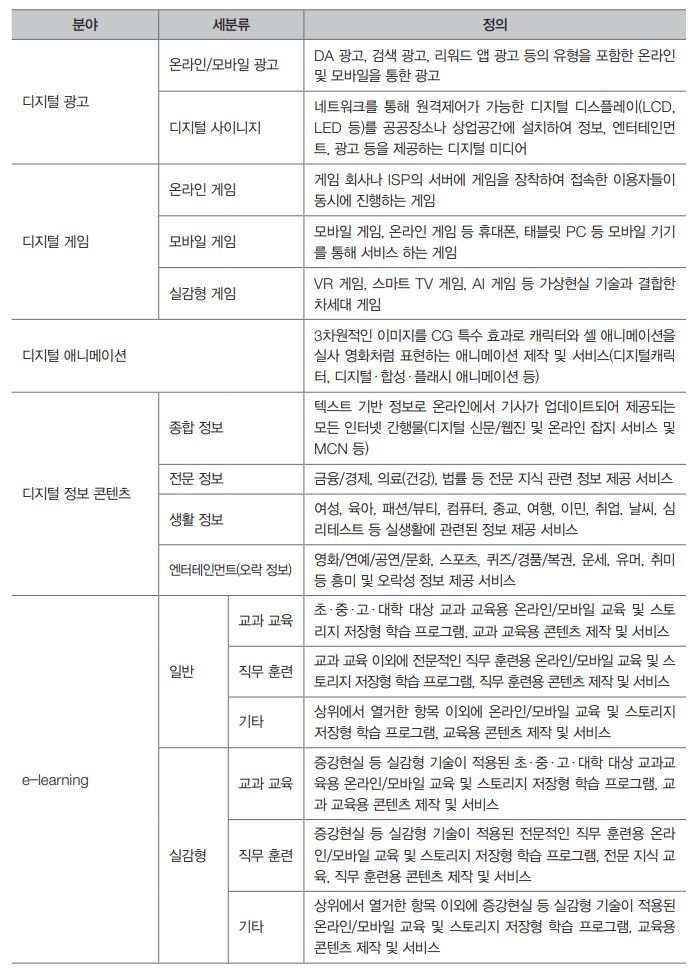 분야 세분류 정의
디지털 광고
온라인/모바일 광고
DA 광고, 검색 광고, 리워드 앱 광고 등의 유형을 포함한 온라인
및 모바일을 통한 광고
디지털 사이니지
네트워크를 통해 원격제어가 가능한 디지털 디스플레이(LCD,
LED 등)를 공공장소나 상업공간에 설치하여 정보, 엔터테인먼
트, 광고 등을 제공하는 디지털 미디어
디지털 게임
온라인 게임
게임 회사나 ISP의 서버에 게임을 장착하여 접속한 이용자들이
동시에 진행하는 게임
모바일 게임
모바일 게임, 온라인 게임 등 휴대폰, 태블릿 PC 등 모바일 기기
를 통해 서비스 하는 게임
실감형 게임
VR 게임, 스마트 TV 게임, AI 게임 등 가상현실 기술과 결합한
차세대 게임
디지털 애니메이션
3차원적인 이미지를 CG 특수 효과로 캐릭터와 셀 애니메이션을
실사 영화처럼 표현하는 애니메이션 제작 및 서비스(디지털캐릭
터, 디지털·합성·플래시 애니메이션 등)
디지털 정보 콘텐츠
종합 정보
텍스트 기반 정보로 온라인에서 기사가 업데이트되어 제공되는
모든 인터넷 간행물(디지털 신문/웹진 및 온라인 잡지 서비스 및
MCN 등)
전문 정보
금융/경제, 의료(건강), 법률 등 전문 지식 관련 정보 제공 서비스
생활 정보
여성, 육아, 패션/뷰티, 컴퓨터, 종교, 여행, 이민, 취업, 날씨, 심
리테스트 등 실생활에 관련된 정보 제공 서비스
엔터테인먼트(오락 정보)
영화/연예/공연/문화, 스포츠, 퀴즈/경품/복권, 운세, 유머, 취미
등 흥미 및 오락성 정보 제공 서비스
e-learning
일반
교과 교육
초·중·고·대학 대상 교과 교육용 온라인/모바일 교육 및 스토
리지 저장형 학습 프로그램, 교과 교육용 콘텐츠 제작 및 서비스
직무 훈련
교과 교육 이외에 전문적인 직무 훈련용 온라인/모바일 교육 및 스
토리지 저장형 학습 프로그램, 직무 훈련용 콘텐츠 제작 및 서비스
기타
상위에서 열거한 항목 이외에 온라인/모바일 교육 및 스토리지
저장형 학습 프로그램, 교육용 콘텐츠 제작 및 서비스
실감형
교과 교육
증강현실 등 실감형 기술이 적용된 초·중·고·대학 대상 교과교
육용 온라인/모바일 교육 및 스토리지 저장형 학습 프로그램, 교
과 교육용 콘텐츠 제작 및 서비스
직무 훈련
증강현실 등 실감형 기술이 적용된 전문적인 직무 훈련용 온라
인/모바일 교육 및 스토리지 저장형 학습 프로그램, 전문 지식 교
육, 직무 훈련용 콘텐츠 제작 및 서비스
기타
상위에서 열거한 항목 이외에 증강현실 등 실감형 기술이 적용된
온라인/모바일 교육 및 스토리지 저장형 학습 프로그램, 교육용
콘텐츠 제작 및 서비스